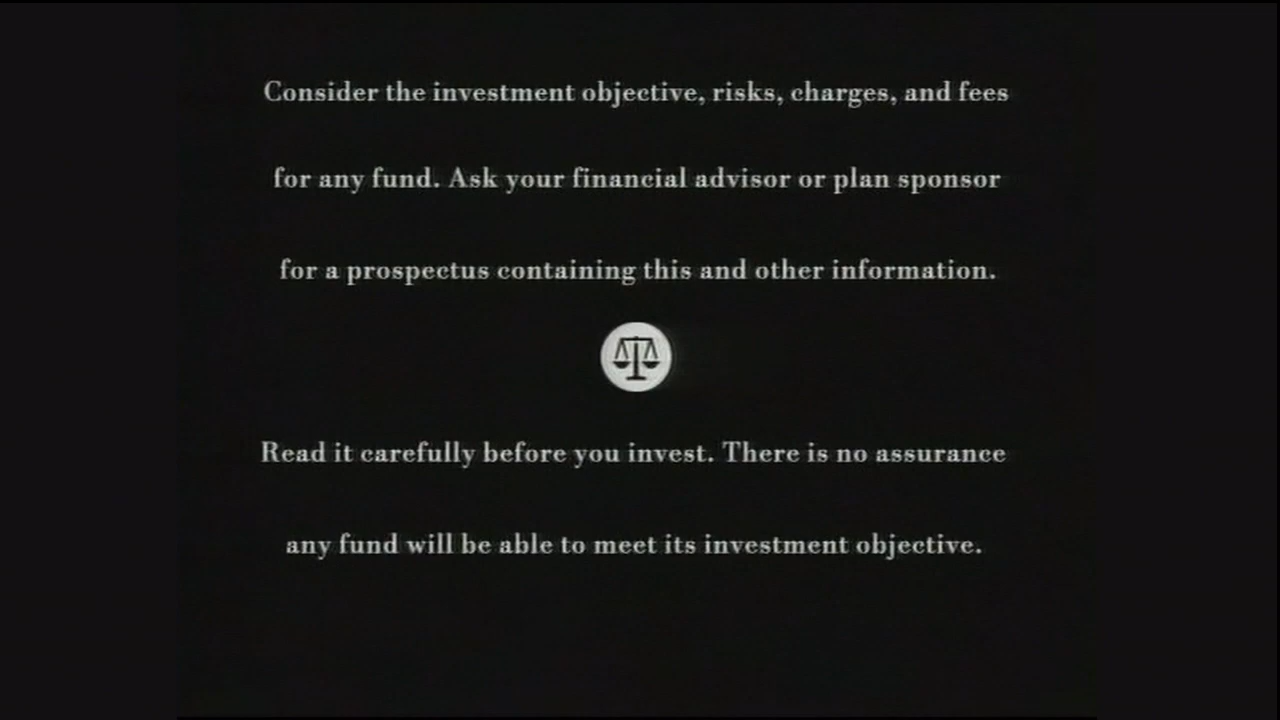 Consider the investment objective, risks, charges, and fees
for any fund. Ask your financial advisor or plan sponsor
for a prospectus containing this and other information.
Read it carefully before you invest. There is no assurance
any fund will be able to meet its investment objective.